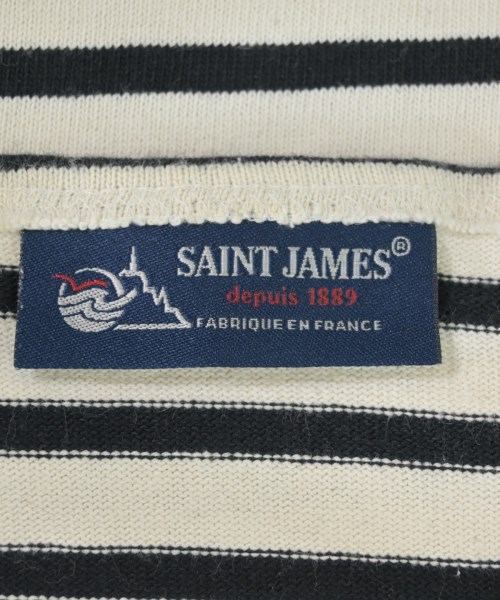 SAINT JAMES®
depuis 1889
FABRIQUE EN FRANCE